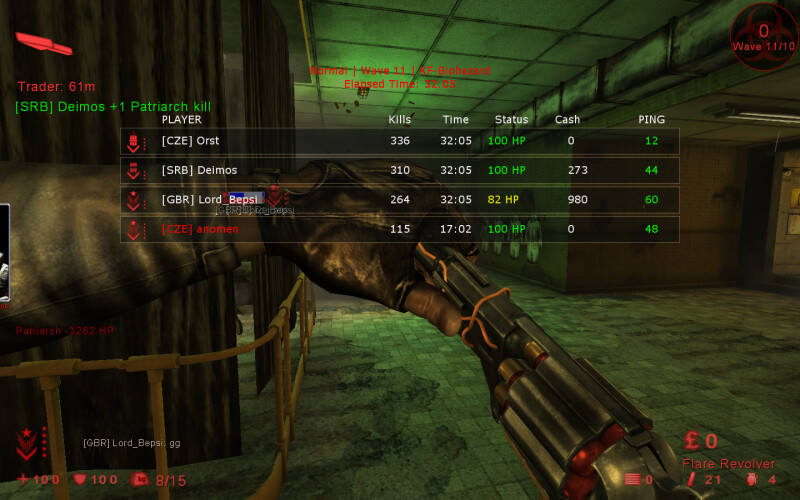 0
Wave 11/10
Normal | Wave 11 | KF-Biohazard
Elapsed Time: 32:05
Trader: 61m
[SRB] Deimos +1 Patriarch kill
PLAYER Kills Time Status Cash PING
[CZE] Orst 336 32:05 100 HP 0 12
[SRB] Deimos 310 32:05 100 HP 273 44
[GBR] Lord_Bepsi 264 32:05 82 HP 980 60
[GBR] Lord_Bepsi
[CZE] anomen 115 17:02 100 HP 0 48
Patriarch -3262 HP
[GBR] Lord_Bepsi: gg
£ 0
Flare Revolver
100 100 8/15 0 21 4